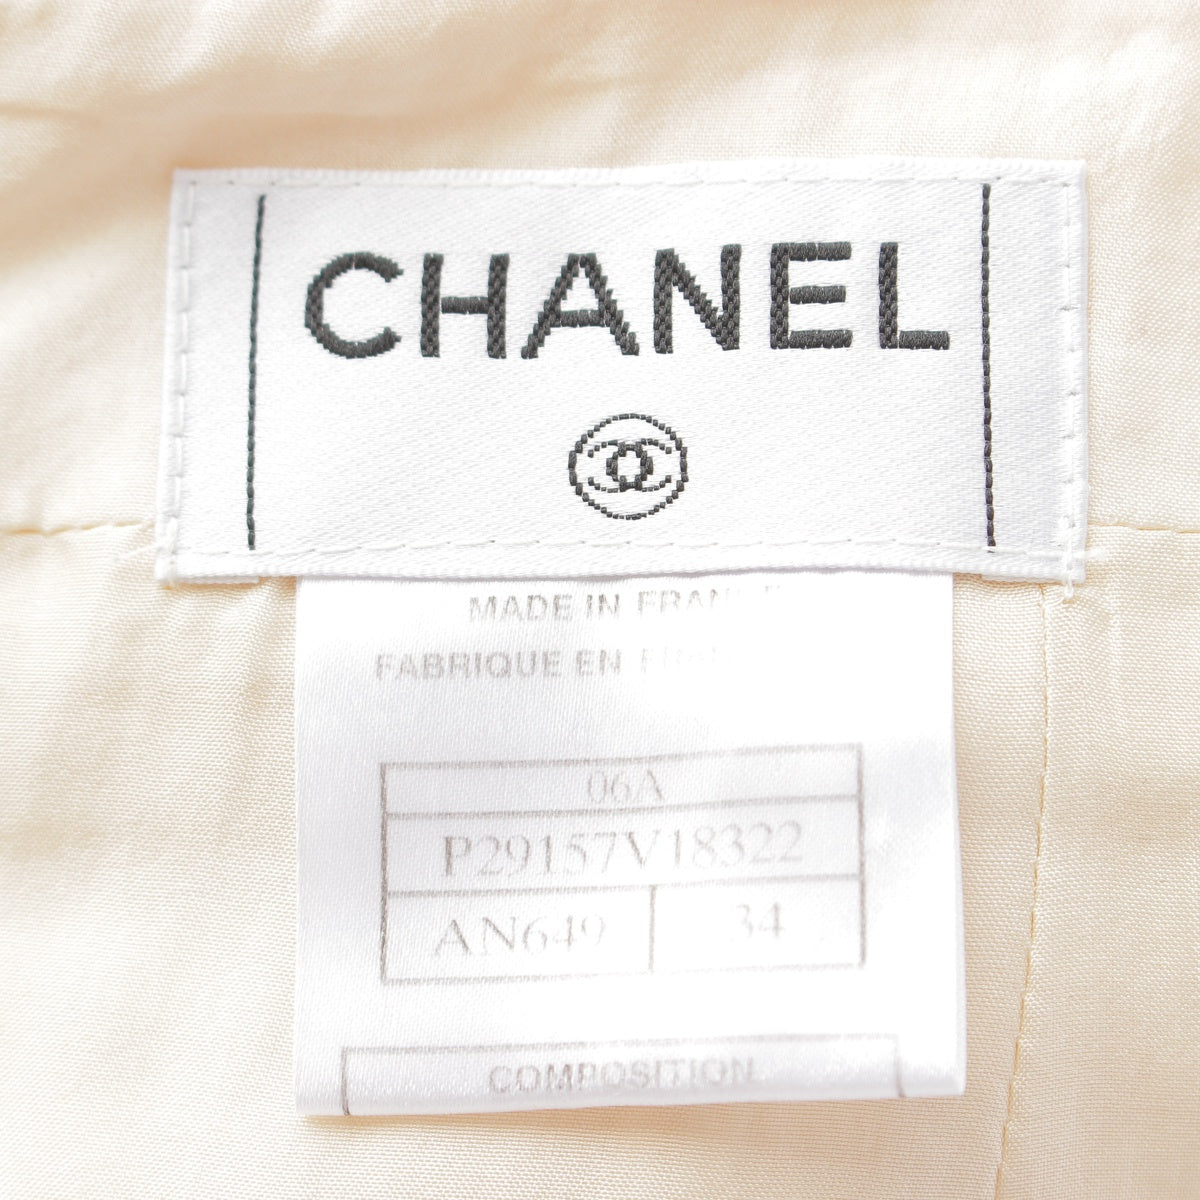 CHANEL
MADE IN FRANCE
FABRIQUE EN FRANCE
06A
P29157V18322
AN649 34
COMPOSITION